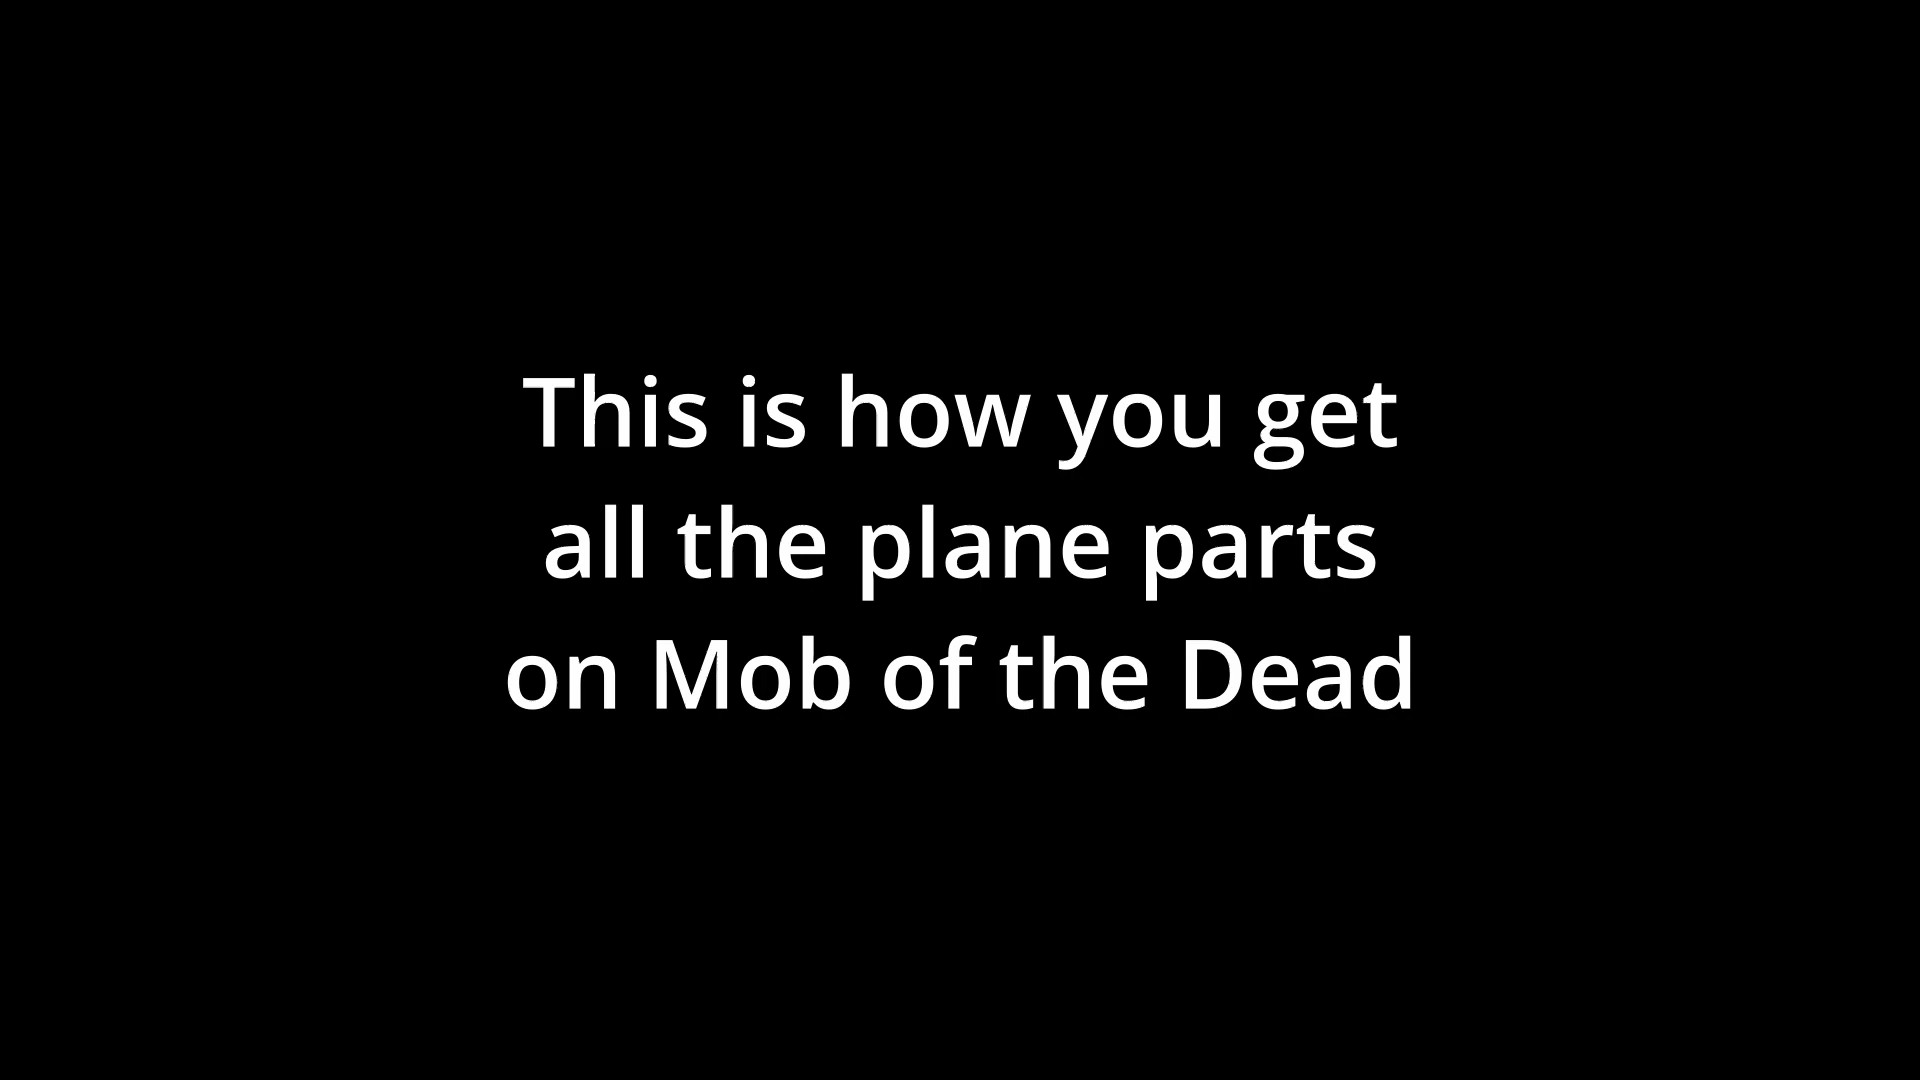 This is how you get
all the plane parts
on Mob of the Dead